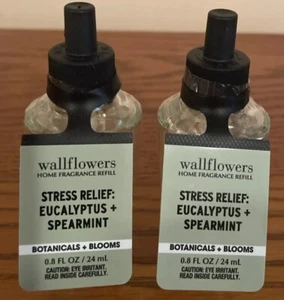 wallflowers
HOME FRAGRANCE REFILL
STRESS RELIEF:
EUCALYPTUS +
SPEARMINT
BOTANICALS + BLOOMS
0.8 FL OZ / 24 mL
CAUTION: EYE IRRITANT.
READ INSIDE CAREFULLY.
wallflowers
HOME FRAGRANCE REFILL
STRESS RELIEF:
EUCALYPTUS +
SPEARMINT
BOTANICALS + BLOOMS
0.8 FL OZ / 24 mL
CAUTION: EYE IRRITANT.
READ INSIDE CAREFULLY.